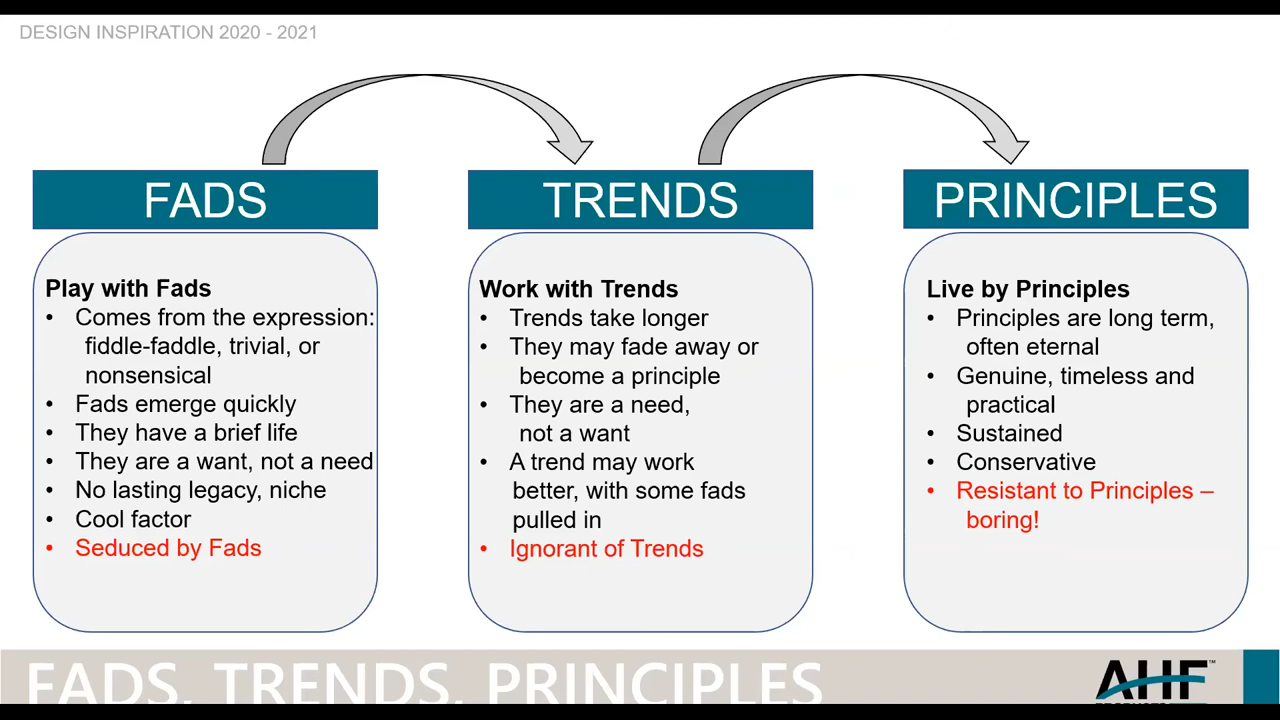 DESIGN INSPIRATION 2020 - 2021
FADS
Play with Fads
• Comes from the expression:
fiddle-faddle, trivial, or
nonsensical
• Fads emerge quickly
• They have a brief life
• They are a want, not a need
• No lasting legacy, niche
• Cool factor
• Seduced by Fads
TRENDS
Work with Trends
• Trends take longer
• They may fade away or
become a principle
• They are a need,
not a want
• A trend may work
better, with some fads
pulled in
• Ignorant of Trends
PRINCIPLES
Live by Principles
• Principles are long term,
often eternal
• Genuine, timeless and
practical
• Sustained
• Conservative
• Resistant to Principles –
boring!
FADS, TRENDS, PRINCIPLES
AHF™